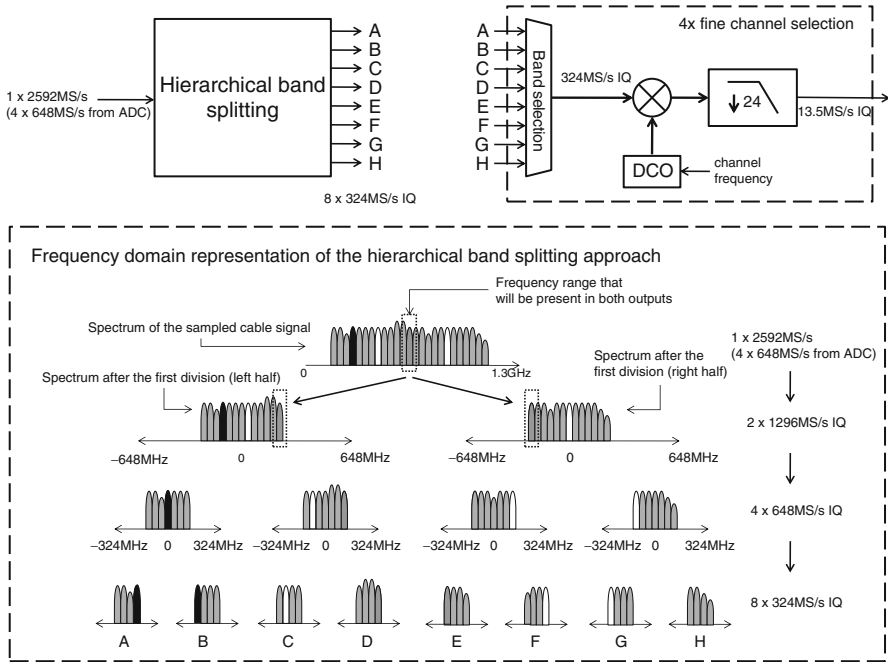 1 x 2592MS/s
(4 x 648MS/s from ADC)
Hierarchical band
splitting
A
B
C
D
E
F
G
H
8 x 324MS/s IQ
A
B
C
D
E
F
G
H
Band selection
4x fine channel selection
324MS/s IQ
24
13.5MS/s IQ
DCO
channel
frequency
Frequency domain representation of the hierarchical band splitting approach
Frequency range that
will be present in both outputs
Spectrum of the sampled cable signal
0
1.3GHz
1 x 2592MS/s
(4 x 648MS/s from ADC)
Spectrum after the first division (left half)
Spectrum after the
first division (right half)
2 x 1296MS/s IQ
−648MHz 0 648MHz
−648MHz 0 648MHz
4 x 648MS/s IQ
−324MHz 0 324MHz
−324MHz 0 324MHz
−324MHz 0 324MHz
−324MHz 0 324MHz
8 x 324MS/s IQ
A B C D E F G H